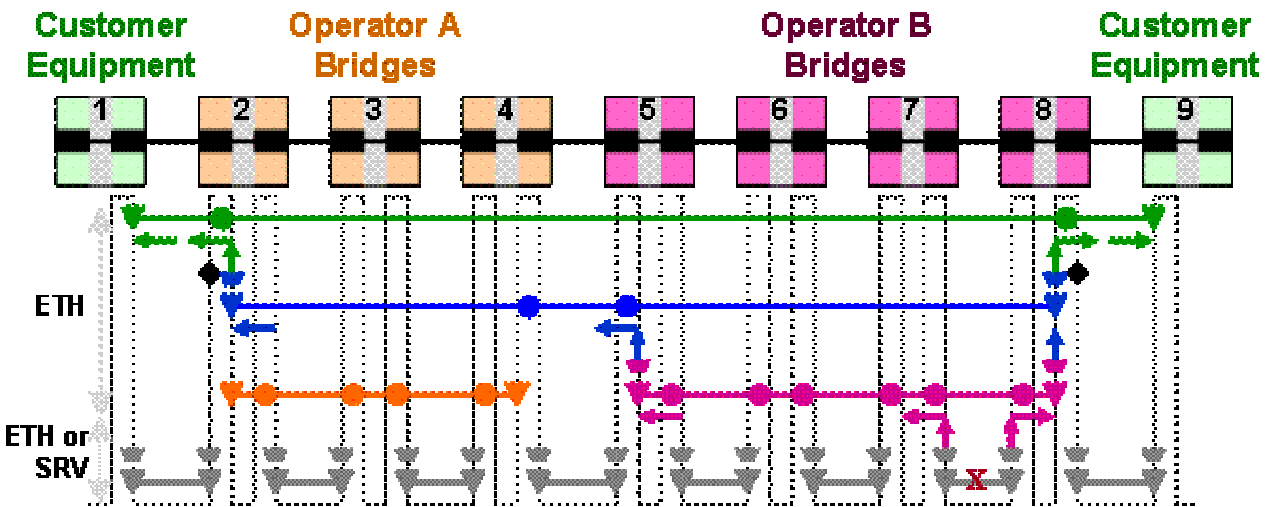 Customer
Equipment
Operator A
Bridges
Operator B
Bridges
Customer
Equipment
1
2
3
4
5
6
7
8
9
ETH
ETH or
SRV
X